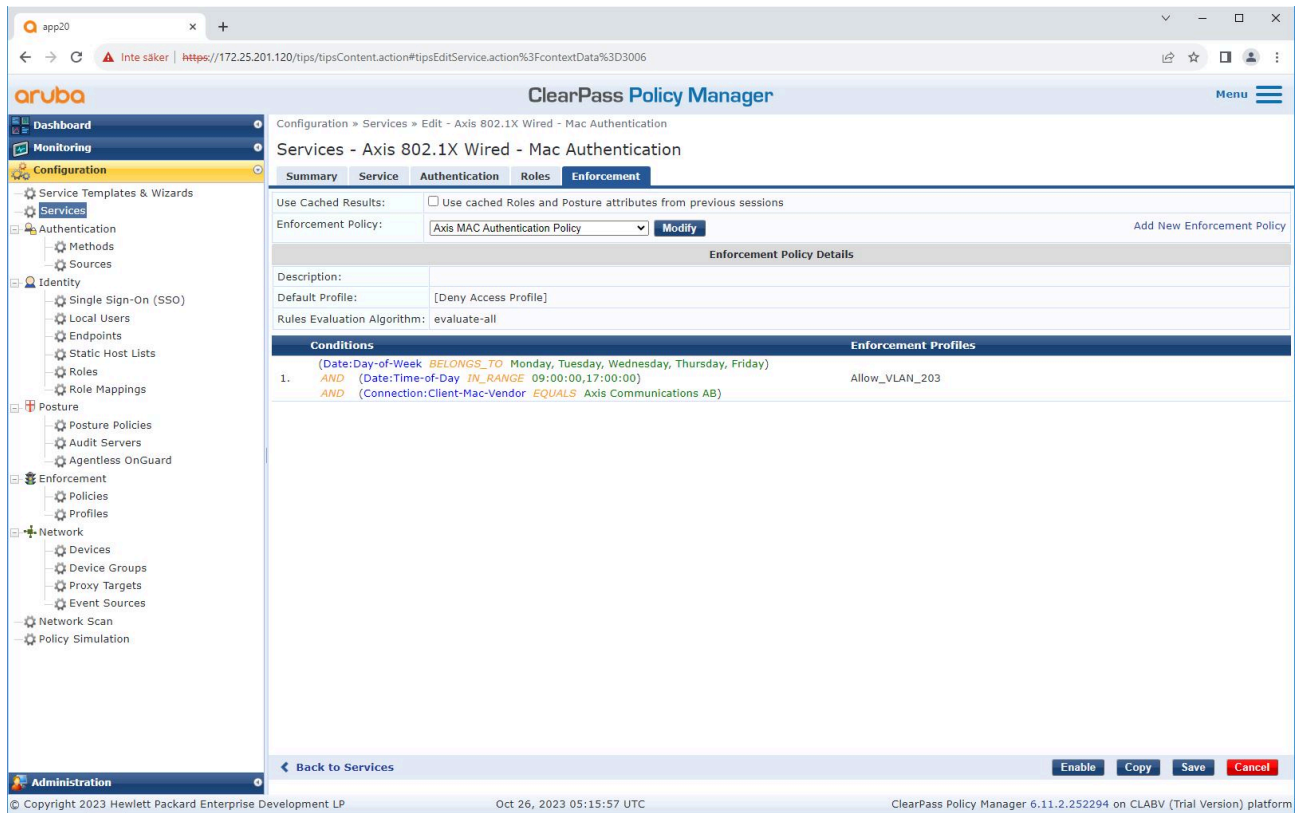 app20
Inte säker | https://172.25.201.120/tips/tipsContent.action#tipsEditService.action%3FcontextData%3D3006
aruba
ClearPass Policy Manager
Menu
Dashboard
Monitoring
Configuration
Service Templates & Wizards
Services
Authentication
Methods
Sources
Identity
Single Sign-On (SSO)
Local Users
Endpoints
Static Host Lists
Roles
Role Mappings
Posture
Posture Policies
Audit Servers
Agentless OnGuard
Enforcement
Policies
Profiles
Network
Devices
Device Groups
Proxy Targets
Event Sources
Network Scan
Policy Simulation
Administration
Configuration » Services » Edit - Axis 802.1X Wired - Mac Authentication
Services - Axis 802.1X Wired - Mac Authentication
Summary Service Authentication Roles Enforcement
Use Cached Results: Use cached Roles and Posture attributes from previous sessions
Enforcement Policy: Axis MAC Authentication Policy Modify Add New Enforcement Policy
Enforcement Policy Details
Description:
Default Profile: [Deny Access Profile]
Rules Evaluation Algorithm: evaluate-all
Conditions Enforcement Profiles
(Date:Day-of-Week BELONGS_TO Monday, Tuesday, Wednesday, Thursday, Friday)
1. AND (Date:Time-of-Day IN_RANGE 09:00:00,17:00:00) Allow_VLAN_203
AND (Connection:Client-Mac-Vendor EQUALS Axis Communications AB)
Back to Services Enable Copy Save Cancel
© Copyright 2023 Hewlett Packard Enterprise Development LP Oct 26, 2023 05:15:57 UTC ClearPass Policy Manager 6.11.2.252294 on CLABV (Trial Version) platform